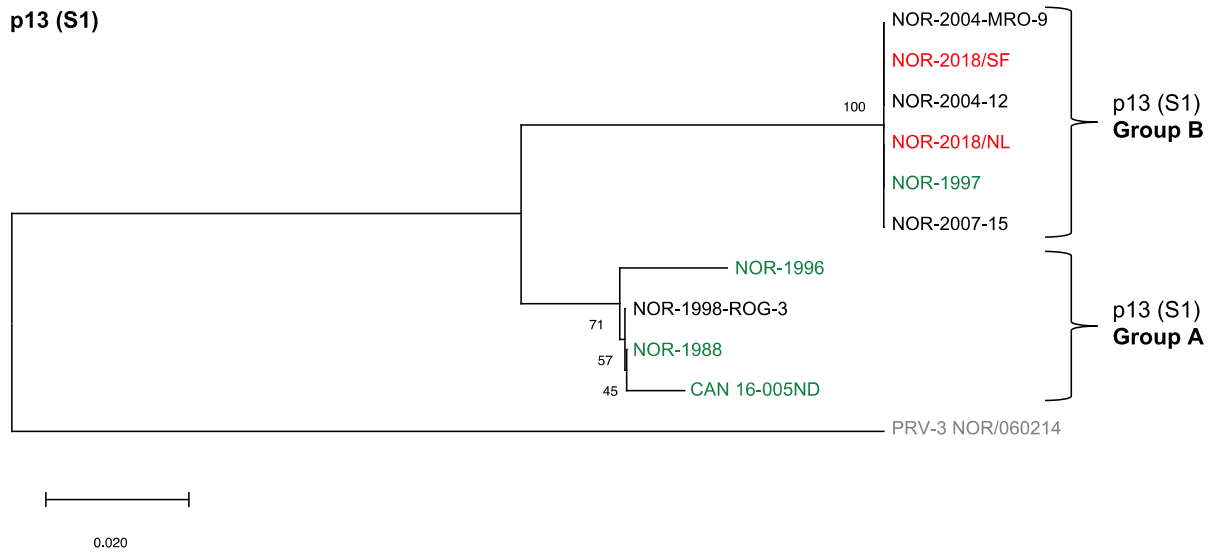 p13 (S1)
NOR-2004-MRO-9
NOR-2018/SF
100
NOR-2004-12
NOR-2018/NL
NOR-1997
NOR-2007-15
p13 (S1)
Group B
NOR-1996
NOR-1998-ROG-3
71
NOR-1988
57
CAN 16-005ND
45
p13 (S1)
Group A
PRV-3 NOR/060214
0.020